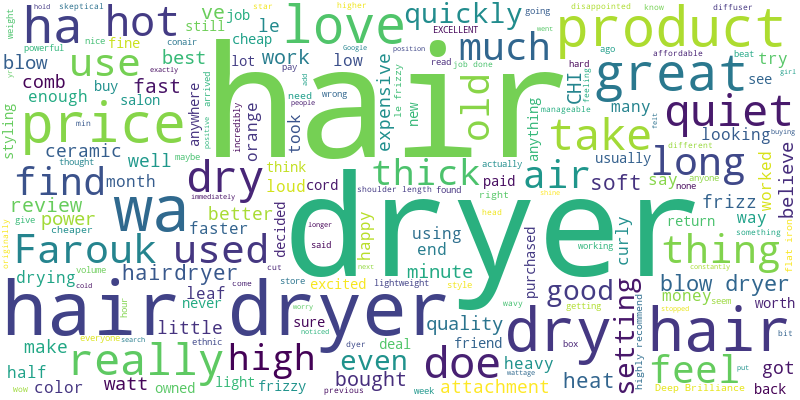 hair
dryer
hair dryer
dry hair
product
great
love
price
quiet
take
long
thing
feel
really
Farouk
used
wa
find
ha
hot
use
dry
thick
air
old
much
quickly
high
doe
even
good
setting
blow dryer
soft
believe
looking
many
usually
frizz
say
worked
way
return
money
worth
got
back
put
try
see
CHI
anything
new
expensive
le
job
ve
still
fine
cheap
best
work
lot
low
blow
comb
fast
buy
enough
salon
styling
ceramic
well
month
review
power
better
faster
hairdryer
drying
leaf
never
little
make
half
color
watt
owned
light
frizzy
bought
sure
store
friend
quality
minute
using
end
happy
think
loud
cord
decided
took
orange
incredibly
anywhere
excited
deal
heavy
attachment
heat
purchased
curly
paid
right
actually
found
shoulder length
said
lightweight
style
wavy
getting
box
working
highly recommend
Deep Brilliance
flat iron
something
constantly
seem
bit
stopped
none
anyone
different
buying
girl
beat
affordable
ago
hard
feeling
manageable
job done
le frizzy
read
EXCELLENT
going
went
disappointed
know
diffuser
star
higher
hold
skeptical
weight
powerful
nice
conair
exactly
Google
position
pay
wrong
need
people
add
positive
arrived
min
thought
maybe
immediately
give
cheaper
originally
volume
cold
hour
everyone
search
wow
ethnic
come
cut
noticed
worry
dyer
previous
week
wattage
longer
next
head